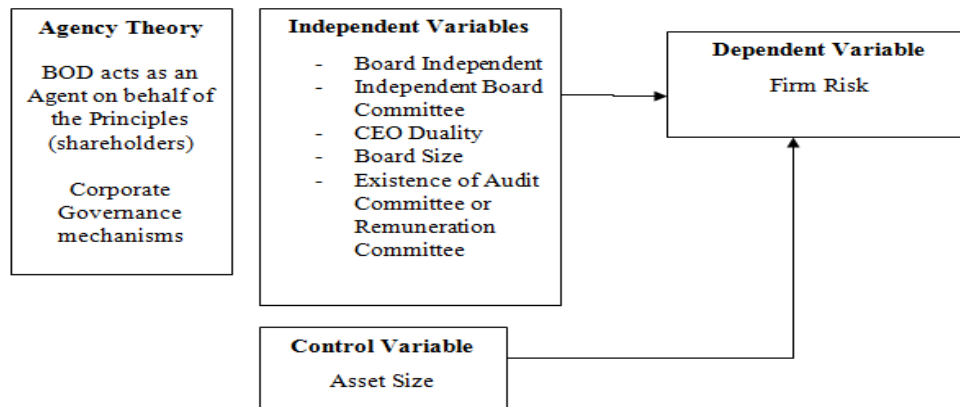 Agency Theory
BOD acts as an
Agent on behalf of
the Principles
(shareholders)
Corporate
Governance
mechanisms
Independent Variables
- Board Independent
- Independent Board
Committee
- CEO Duality
- Board Size
- Existence of Audit
Committee or
Remuneration
Committee
Dependent Variable
Firm Risk
Control Variable
Asset Size